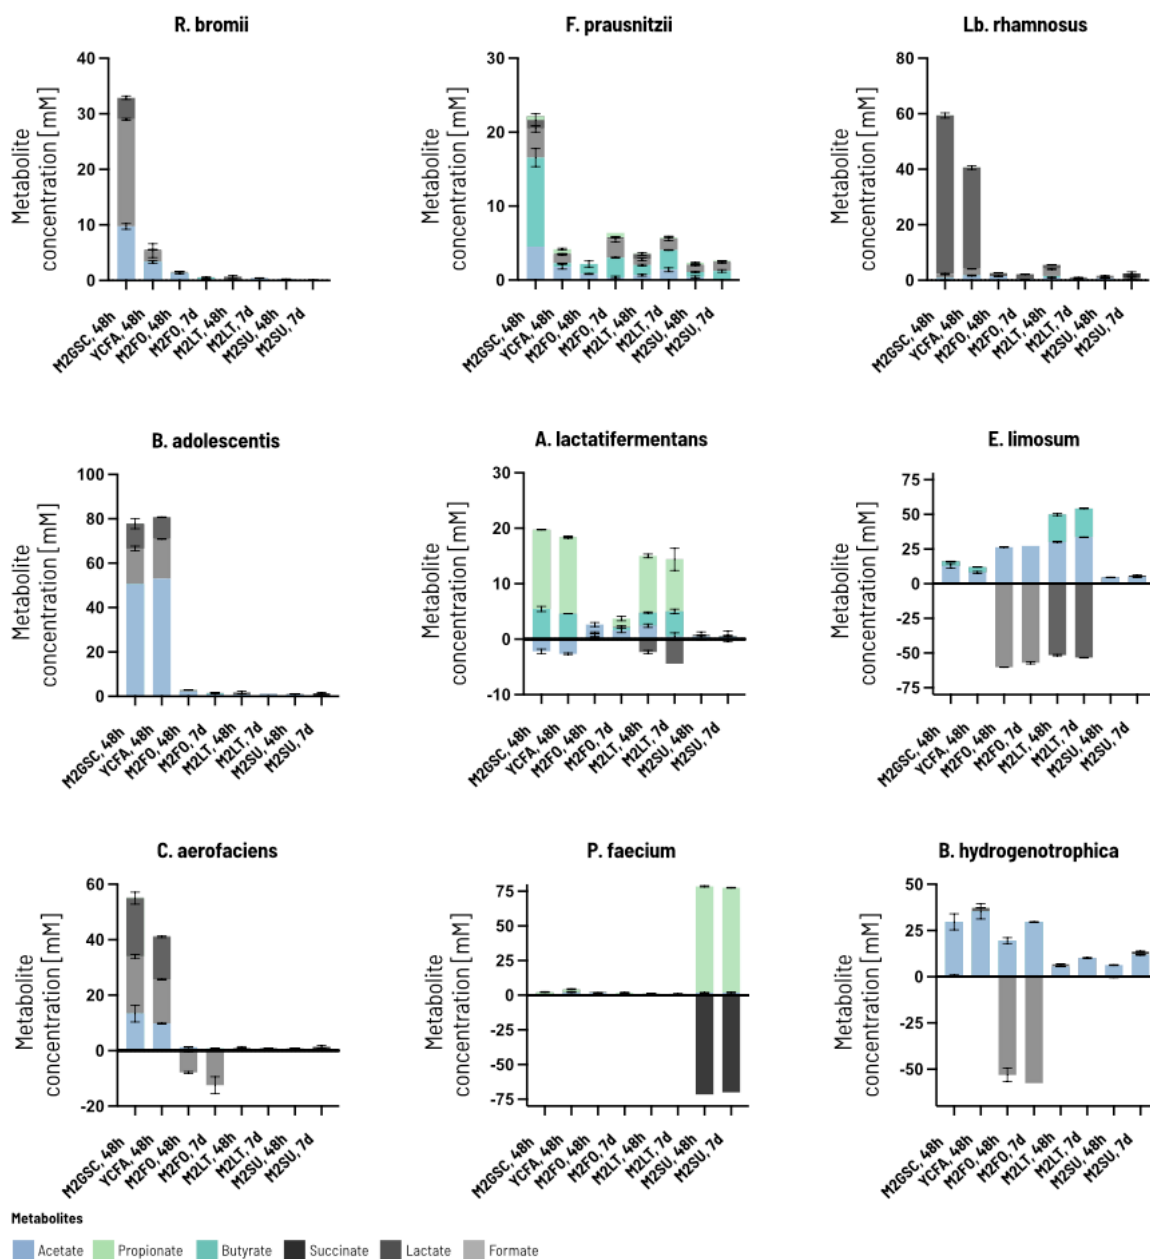 R. bromii
Metabolite
concentration [mM]
40
30
20
10
0
M2GSC, 48h
YCFA, 48h
M2FO, 48h
M2FO, 7d
M2LT, 48h
M2LT, 7d
M2SU, 48h
M2SU, 7d
F. prausnitzii
Metabolite
concentration [mM]
30
20
10
0
M2GSC, 48h
YCFA, 48h
M2FO, 48h
M2FO, 7d
M2LT, 48h
M2LT, 7d
M2SU, 48h
M2SU, 7d
Lb. rhamnosus
Metabolite
concentration [mM]
80
60
40
20
0
M2GSC, 48h
YCFA, 48h
M2FO, 48h
M2FO, 7d
M2LT, 48h
M2LT, 7d
M2SU, 48h
M2SU, 7d
B. adolescentis
Metabolite
concentration [mM]
100
80
60
40
20
0
M2GSC, 48h
YCFA, 48h
M2FO, 48h
M2FO, 7d
M2LT, 48h
M2LT, 7d
M2SU, 48h
M2SU, 7d
A. lactatifermentans
Metabolite
concentration [mM]
30
20
10
0
-10
M2GSC, 48h
YCFA, 48h
M2FO, 48h
M2FO, 7d
M2LT, 48h
M2LT, 7d
M2SU, 48h
M2SU, 7d
E. limosum
Metabolite
concentration [mM]
75
50
25
0
-25
-50
-75
M2GSC, 48h
YCFA, 48h
M2FO, 48h
M2FO, 7d
M2LT, 48h
M2LT, 7d
M2SU, 48h
M2SU, 7d
C. aerofaciens
Metabolite
concentration [mM]
60
40
20
0
-20
M2GSC, 48h
YCFA, 48h
M2FO, 48h
M2FO, 7d
M2LT, 48h
M2LT, 7d
M2SU, 48h
M2SU, 7d
P. faecium
Metabolite
concentration [mM]
75
50
25
0
-25
-50
-75
M2GSC, 48h
YCFA, 48h
M2FO, 48h
M2FO, 7d
M2LT, 48h
M2LT, 7d
M2SU, 48h
M2SU, 7d
B. hydrogenotrophica
Metabolite
concentration [mM]
50
25
0
-25
-50
M2GSC, 48h
YCFA, 48h
M2FO, 48h
M2FO, 7d
M2LT, 48h
M2LT, 7d
M2SU, 48h
M2SU, 7d
Metabolites
Acetate Propionate Butyrate Succinate Lactate Formate